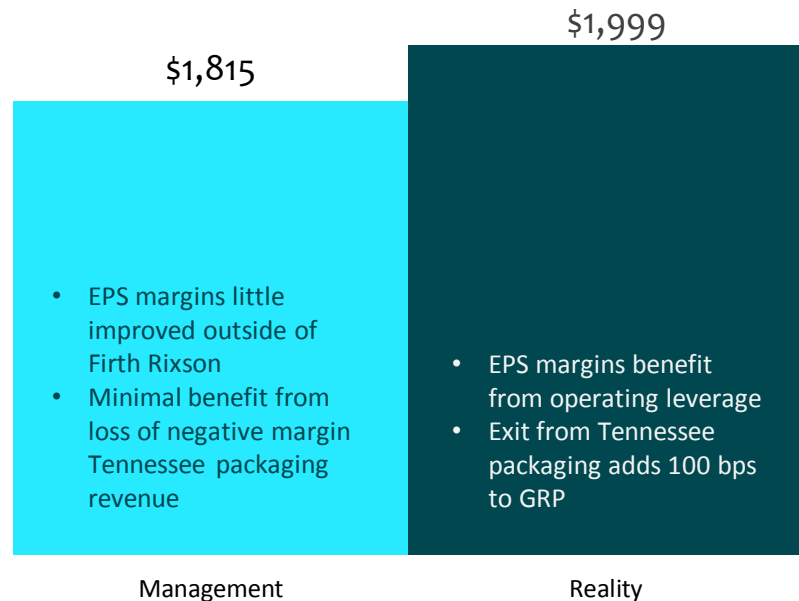 $1,999
$1,815
• EPS margins little
improved outside of
Firth Rixson
• Minimal benefit from
loss of negative margin
Tennessee packaging
revenue
• EPS margins benefit
from operating leverage
• Exit from Tennessee
packaging adds 100 bps
to GRP
Management
Reality